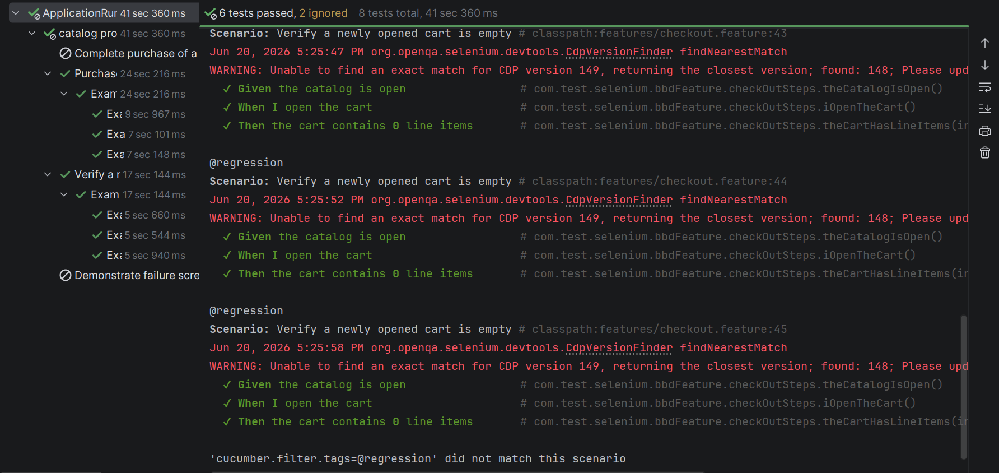 ApplicationRur 41 sec 360 ms
catalog pro 41 sec 360 ms
Complete purchase of a
Purchas 24 sec 216 ms
Exam 24 sec 216 ms
Exa 9 sec 967 ms
Exa 7 sec 101 ms
Exa 7 sec 148 ms
Verify a r 17 sec 144 ms
Exam 17 sec 144 ms
Exa 5 sec 660 ms
Exa 5 sec 544 ms
Exa 5 sec 940 ms
Demonstrate failure scre
6 tests passed, 2 ignored 8 tests total, 41 sec 360 ms
Scenario: Verify a newly opened cart is empty # classpath:features/checkout.feature:43
Jun 20, 2026 5:25:47 PM org.openqa.selenium.devtools.CdpVersionFinder findNearestMatch
WARNING: Unable to find an exact match for CDP version 149, returning the closest version; found: 148; Please upd
✓ Given the catalog is open # com.test.selenium.bbdFeature.checkOutSteps.theCatalogIsOpen()
✓ When I open the cart # com.test.selenium.bbdFeature.checkOutSteps.iOpenTheCart()
✓ Then the cart contains 0 line items # com.test.selenium.bbdFeature.checkOutSteps.theCartHasLineItems(in
@regression
Scenario: Verify a newly opened cart is empty # classpath:features/checkout.feature:44
Jun 20, 2026 5:25:52 PM org.openqa.selenium.devtools.CdpVersionFinder findNearestMatch
WARNING: Unable to find an exact match for CDP version 149, returning the closest version; found: 148; Please upd
✓ Given the catalog is open # com.test.selenium.bbdFeature.checkOutSteps.theCatalogIsOpen()
✓ When I open the cart # com.test.selenium.bbdFeature.checkOutSteps.iOpenTheCart()
✓ Then the cart contains 0 line items # com.test.selenium.bbdFeature.checkOutSteps.theCartHasLineItems(in
@regression
Scenario: Verify a newly opened cart is empty # classpath:features/checkout.feature:45
Jun 20, 2026 5:25:58 PM org.openqa.selenium.devtools.CdpVersionFinder findNearestMatch
WARNING: Unable to find an exact match for CDP version 149, returning the closest version; found: 148; Please upd
✓ Given the catalog is open # com.test.selenium.bbdFeature.checkOutSteps.theCatalogIsOpen()
✓ When I open the cart # com.test.selenium.bbdFeature.checkOutSteps.iOpenTheCart()
✓ Then the cart contains 0 line items # com.test.selenium.bbdFeature.checkOutSteps.theCartHasLineItems(in
'cucumber.filter.tags=@regression' did not match this scenario